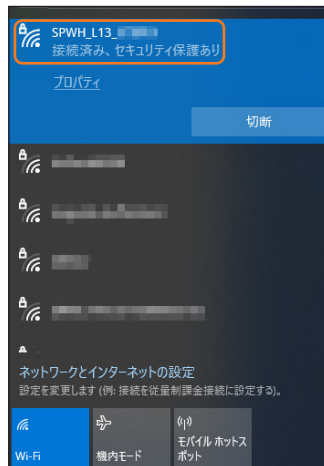 SPWH_L13_
接続済み、セキュリティ保護あり
プロパティ
切断
ネットワークとインターネットの設定
設定を変更します (例: 接続を従量制課金接続に設定する)。
Wi-Fi
機内モード
モバイル ホットス
ポット